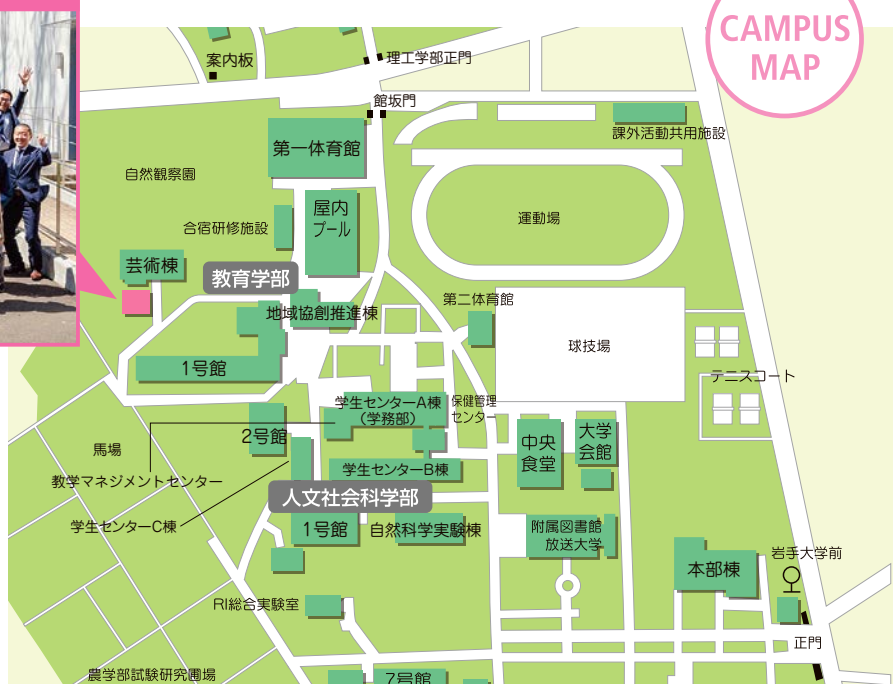 CAMPUS
MAP
案内板
理工学部正門
館坂門
課外活動共用施設
第一体育館
自然観察園
屋内
プール
合宿研修施設
運動場
芸術棟
教育学部
地域協創推進棟
第二体育館
球技場
1号館
テニスコート
学生センターA棟
(学務部)
保健管理
センター
2号館
中央
食堂
大学
会館
馬場
教学マネジメントセンター
学生センターB棟
人文社会科学部
学生センターC棟
1号館
自然科学実験棟
附属図書館
放送大学
岩手大学前
本部棟
RI総合実験室
正門
農学部試験研究圃場
7号館